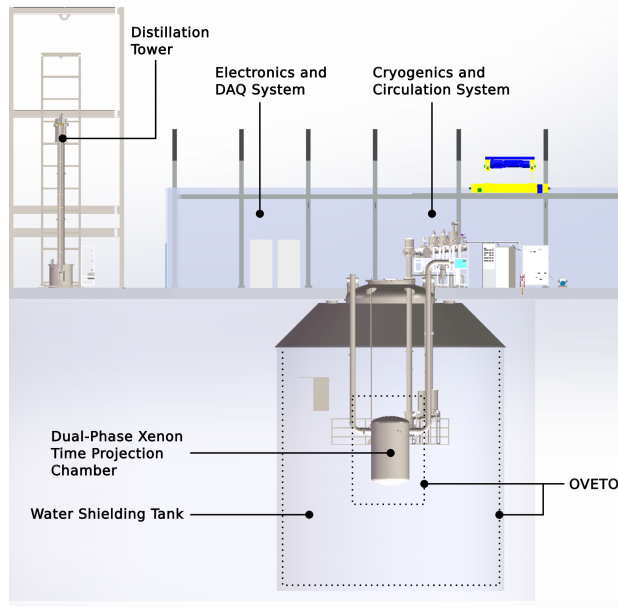 Distillation
Tower
Electronics and
DAQ System
Cryogenics and
Circulation System
Dual-Phase Xenon
Time Projection
Chamber
OVETO
Water Shielding Tank